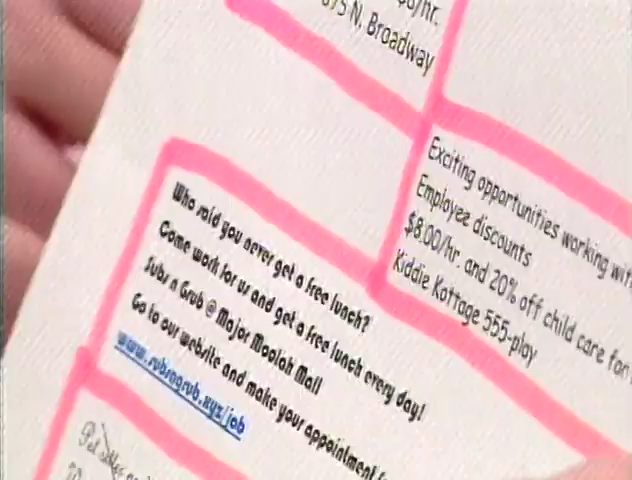 /hr.
N. Broadway
Exciting opportunities working
Employee discounts
$8.00/hr. and 20% off child care for
Kiddie Kottage 555-play
Who said you never get a free lunch?
Come work for us and get a free lunch every day!
Subs n Grub @ Major Moolah Mall
Go to our website and make your appointment
www.subsngrub.xyz/job